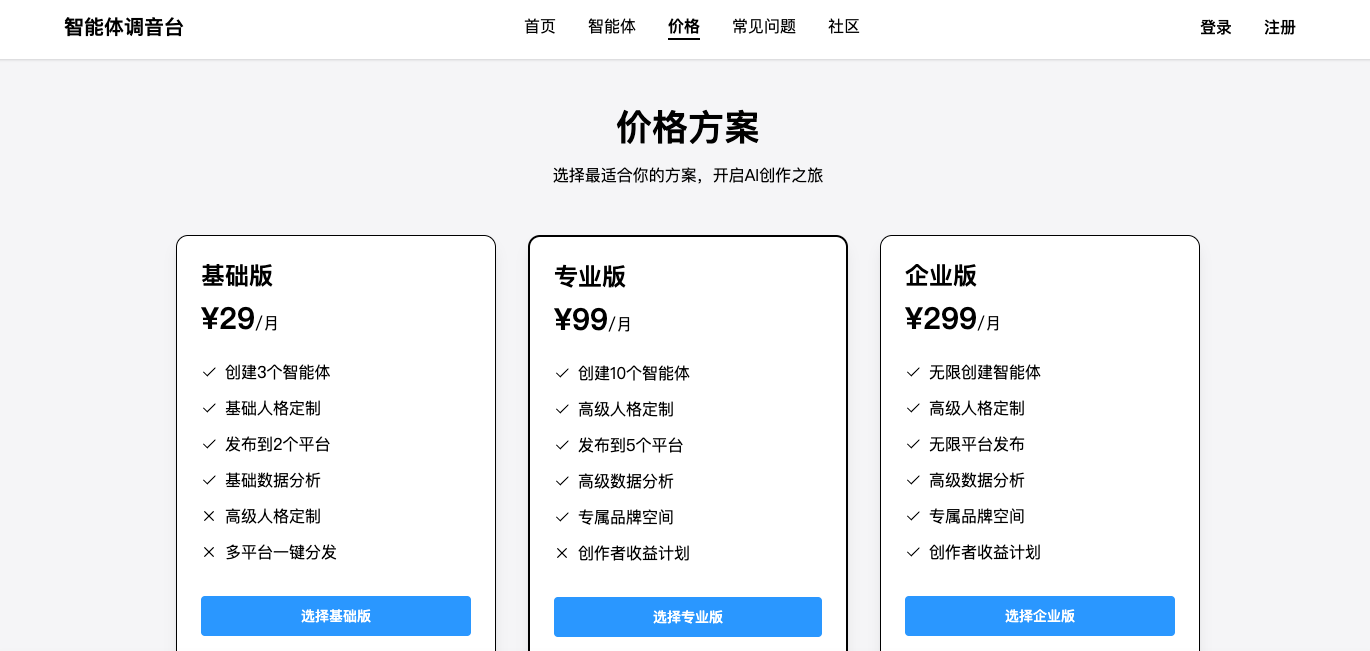 智能体调音台
首页 智能体 价格 常见问题 社区
登录 注册
价格方案
选择最适合你的方案，开启AI创作之旅
基础版
¥29/月
创建3个智能体
基础人格定制
发布到2个平台
基础数据分析
高级人格定制
多平台一键分发
选择基础版
专业版
¥99/月
创建10个智能体
高级人格定制
发布到5个平台
高级数据分析
专属品牌空间
创作者收益计划
选择专业版
企业版
¥299/月
无限创建智能体
高级人格定制
无限平台发布
高级数据分析
专属品牌空间
创作者收益计划
选择企业版